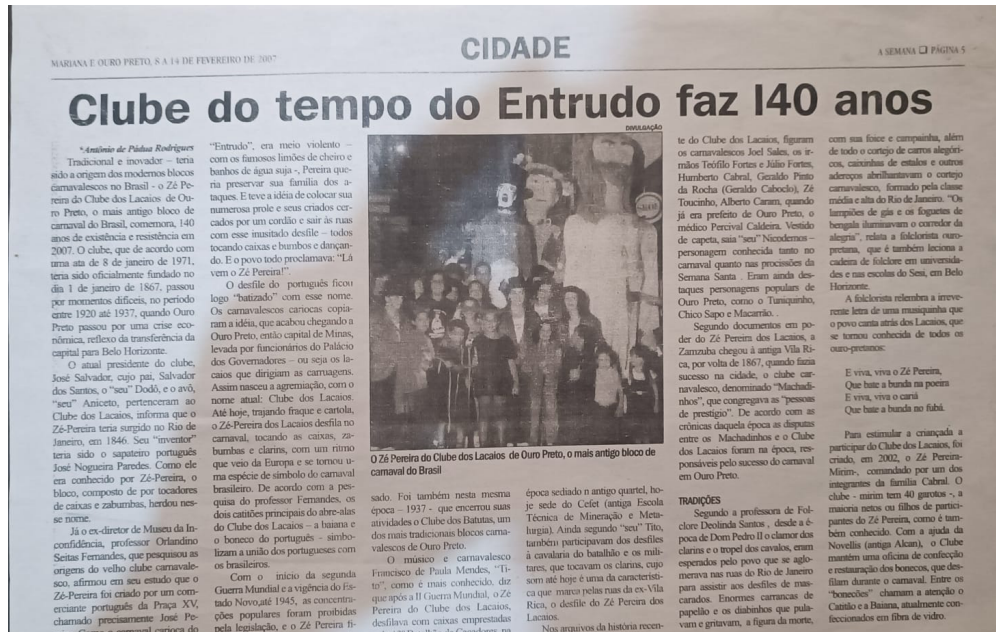 MARIANA E OURO PRETO, 8 A 14 DE FEVEREIRO DE 2007
CIDADE
A SEMANA ❏ PÁGINA 5
Clube do tempo do Entrudo faz 140 anos
*Antônio de Pádua Rodrigues
Tradicional e inovador – teria
sido a origem dos modernos blocos
carnavalescos no Brasil - o Zé Pe-
reira do Clube dos Lacaios de Ou-
ro Preto, o mais antigo bloco de
carnaval do Brasil, comemora, 140
anos de existência e resistência em
2007. O clube, que de acordo com
uma ata de 8 de janeiro de 1971,
teria sido oficialmente fundado no
dia 1 de janeiro de 1867, passou
por momentos difíceis, no período
entre 1920 até 1937, quando Ouro
Preto passou por uma crise eco-
nômica, reflexo da transferência da
capital para Belo Horizonte.
O atual presidente do clube,
José Salvador, cujo pai, Salvador
dos Santos, o "seu" Dodô, e o avô,
"seu" Aniceto, pertenceram ao
Clube dos Lacaios, informa que o
Zé-Pereira teria surgido no Rio de
Janeiro, em 1846. Seu "inventor"
teria sido o sapateiro português
José Nogueira Paredes. Como ele
era conhecido por Zé-Pereira, o
bloco, composto de por tocadores
de caixas e zabumbas, herdou nes-
se nome.
Já o ex-diretor de Museu da In-
confidência, professor Orlandino
Seitas Fernandes, que pesquisou as
origens do velho clube carnavale-
sco, afirmou em seu estudo que o
Zé-Pereira foi criado por um com-
erciante português da Praça XV,
chamado precisamente José Pe-
"Entrudo", era meio violento –
com os famosos limões de cheiro e
banhos de água suja -, Pereira que-
ria preservar sua família dos a-
taques. E teve a idéia de colocar sua
numerosa prole e seus criados cer-
cados por um cordão e sair às ruas
com esse inusitado desfile – todos
tocando caixas e bumbos e dançan-
do. E o povo todo proclamava: "Lá
vem o Zé Pereira!".
O desfile do português ficou
logo "batizado" com esse nome.
Os carnavalescos cariocas copia-
ram a idéia, que acabou chegando a
Ouro Preto, então capital de Minas,
levada por funcionários do Palácio
dos Governadores – ou seja os la-
caios que dirigiam as carruagens.
Assim nasceu a agremiação, com o
nome atual: Clube dos Lacaios.
Até hoje, trajando fraque e cartola,
o Zé-Pereira dos Lacaios desfila no
carnaval, tocando as caixas, za-
bumbas e clarins, com um ritmo
que veio da Europa e se tornou u-
ma espécie de símbolo do carnaval
brasileiro. De acordo com a pes-
quisa do professor Fernandes, os
dois catitões principais do abre-alas
do Clube dos Lacaios – a baiana e
o boneco do português - simbo-
lizam a união dos portugueses com
os brasileiros.
Com o início da segunda
Guerra Mundial e a vigência do Es-
tado Novo,até 1945, as concentra-
ções populares foram proibidas
pela legislação, e o Zé Pereira fi-
DIVULGAÇÃO
O Zé Pereira do Clube dos Lacaios de Ouro Preto, o mais antigo bloco de
carnaval do Brasil
sado. Foi também nesta mesma
época – 1937 - que encerrou suas
atividades o Clube dos Batutas, um
dos mais tradicionais blocos carna-
valescos de Ouro Preto.
O músico e carnavalesco
Francisco de Paula Mendes, "Ti-
to", como é mais conhecido, diz
que após a II Guerra Mundial, o Zé
Pereira do Clube dos Lacaios,
desfilava com caixas emprestadas
época sediado n antigo quartel, ho-
je sede do Cefet (antiga Escola
Técnica de Mineração e Meta-
lurgia). Ainda segundo "seu" Tito,
também participavam dos desfiles
a cavalaria do batalhão e os mili-
tares, que tocavam os clarins, cujo
som até hoje é uma da característi-
ca que marca pelas ruas da ex-Vila
Rica, o desfile do Zé Pereira dos
Lacaios.
Nos arquivos da história recen-
te do Clube dos Lacaios, figuram
os carnavalescos Joel Sales, os ir-
mãos Teófilo Fortes e Júlio Fortes,
Humberto Cabral, Geraldo Pinto
da Rocha (Geraldo Caboclo), Zé
Toucinho, Alberto Caram, quando
já era prefeito de Ouro Preto, o
médico Percival Caldeira. Vestido
de capeta, saia "seu" Nicodemos –
personagem conhecida tanto no
carnaval quanto nas procissões da
Semana Santa . Eram ainda des-
taques personagens populars de
Ouro Preto, como o Tuniquinho,
Chico Sapo e Macarrão. .
Segundo documentos em po-
der do Zé Pereira dos Lactaios, a
Zamzuba chegou á antiga Vila Ri-
ca, por volta de 1867, quando fazia
sucesso na cidade, o clube car-
navalesco, denominado "Machadi-
nhos", que congregava as "pessoas
de prestígio". De acordo com as
crônicas daquela época as disputas
entre os Machadinhos e o Clube
dos Lacaios foram na época, res-
ponsáveis pelo sucesso do carnaval
em Ouro Preto.
TRADIÇÕES
Segundo a professora de Fol-
clore Deolinda Santos , desde a é-
poca de Dom Pedro II o clamor dos
clarins e o tropel dos cavalos, eram
esperados pelo povo que se aglo-
merava nas ruas do Rio de Janeiro
para assistir aos desfiles de mas-
carados. Enormes carrancas de
papelão e os diabinhos que pula-
vam e gritavam, a figura da morte,
com sua foice e campainha, além
de todo o cortejo de carros alegóri-
cos, caixinhas de estalos e outros
adereços abrilhantavam o cortejo
carnavalesco, formado pela classe
média e alta do Rio de Janeiro. "Os
lampiões de gás e os foguetes de
bengala iluminavam o corredor da
alegria", relata a folclorista ouro-
pretana, que é também leciona a
cadeira de folclore em universida-
des e nas escolas do Sesi, em Belo
Horizonte.
A folclorista relembra a irreve-
rente letra de uma musiquinha que
o povo canta atrás dos Lacaios, que
se tornou conhecida de todos os
ouro-pretanos:
E viva, viva o Zé Pereira,
Que bate a bunda na poeira
E viva, viva o cariá
Que bate a bunda no fubá.
Para estimular a criançada a
participar do Clube dos Lacaios, foi
criado, em 2002, o Zé Pereira-
Mirim-, comandado por um dos
integrantes da família Cabral. O
clube - mirim tem 40 garotos -, a
maioria netos ou filhos de partici-
pantes do Zé Pereira, como é tam-
bém conhecido. Com a ajuda da
Novellis (antiga Alcan), o Clube
mantém uma oficina de confecção
e restauração dos bonecos, que des-
filam durante o carnaval. Entre os
"bonecões" chamam a atenção o
Catitão e a Baiana, atualmente con-
feccionados em fibra de vidro.